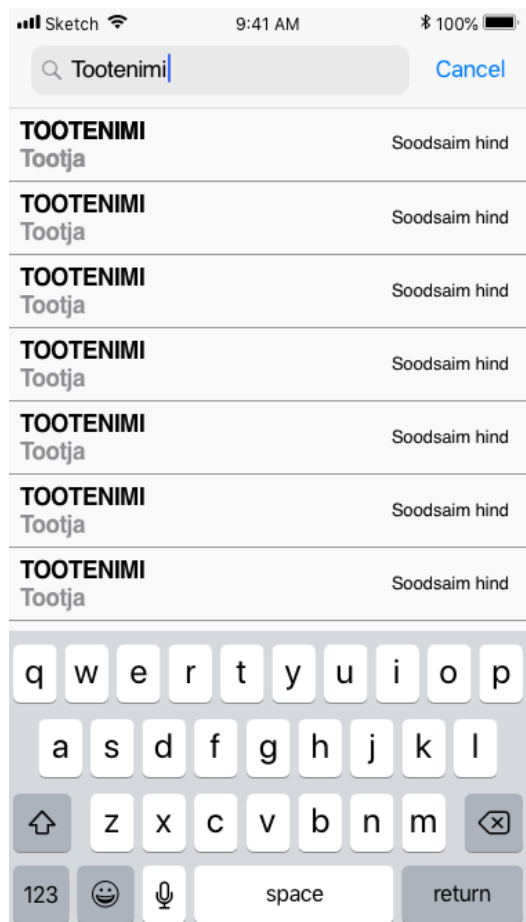 Sketch 9:41 AM 100%
Tootenimi Cancel
TOOTENIMI
Tootja
Soodsaim hind
TOOTENIMI
Tootja
Soodsaim hind
TOOTENIMI
Tootja
Soodsaim hind
TOOTENIMI
Tootja
Soodsaim hind
TOOTENIMI
Tootja
Soodsaim hind
TOOTENIMI
Tootja
Soodsaim hind
TOOTENIMI
Tootja
Soodsaim hind
q w e r t y u i o p
a s d f g h j k l
z x c v b n m
123 space return